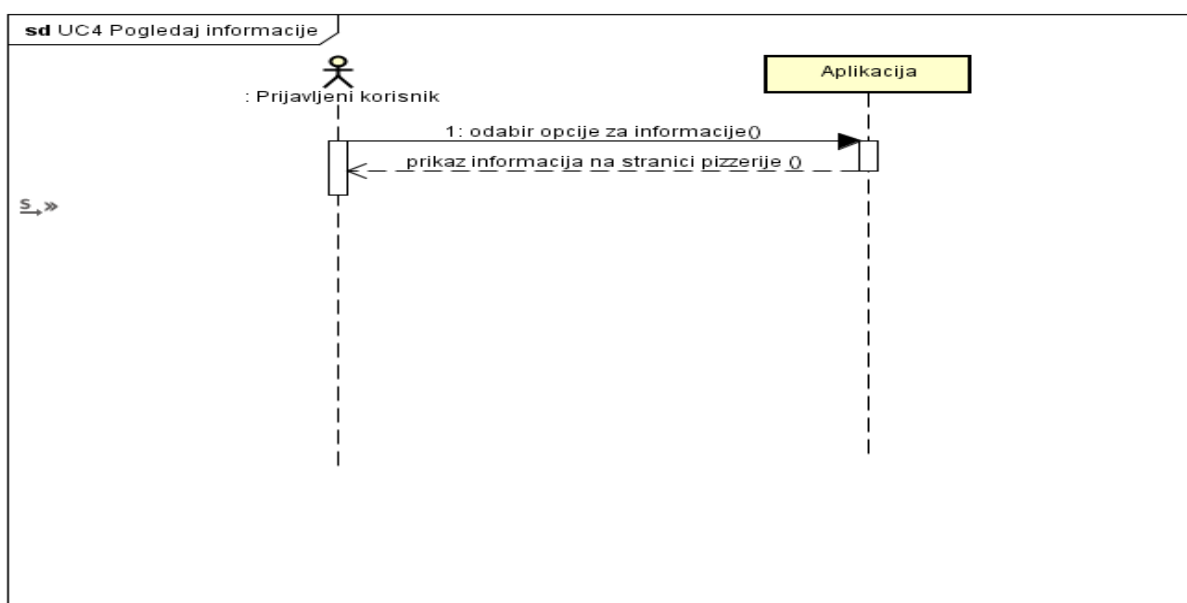 sd UC4 Pogledaj informacije
: Prijavljeni korisnik
Aplikacija
1: odabir opcije za informacije()
prikaz informacija na stranici pizzerije ()
S »